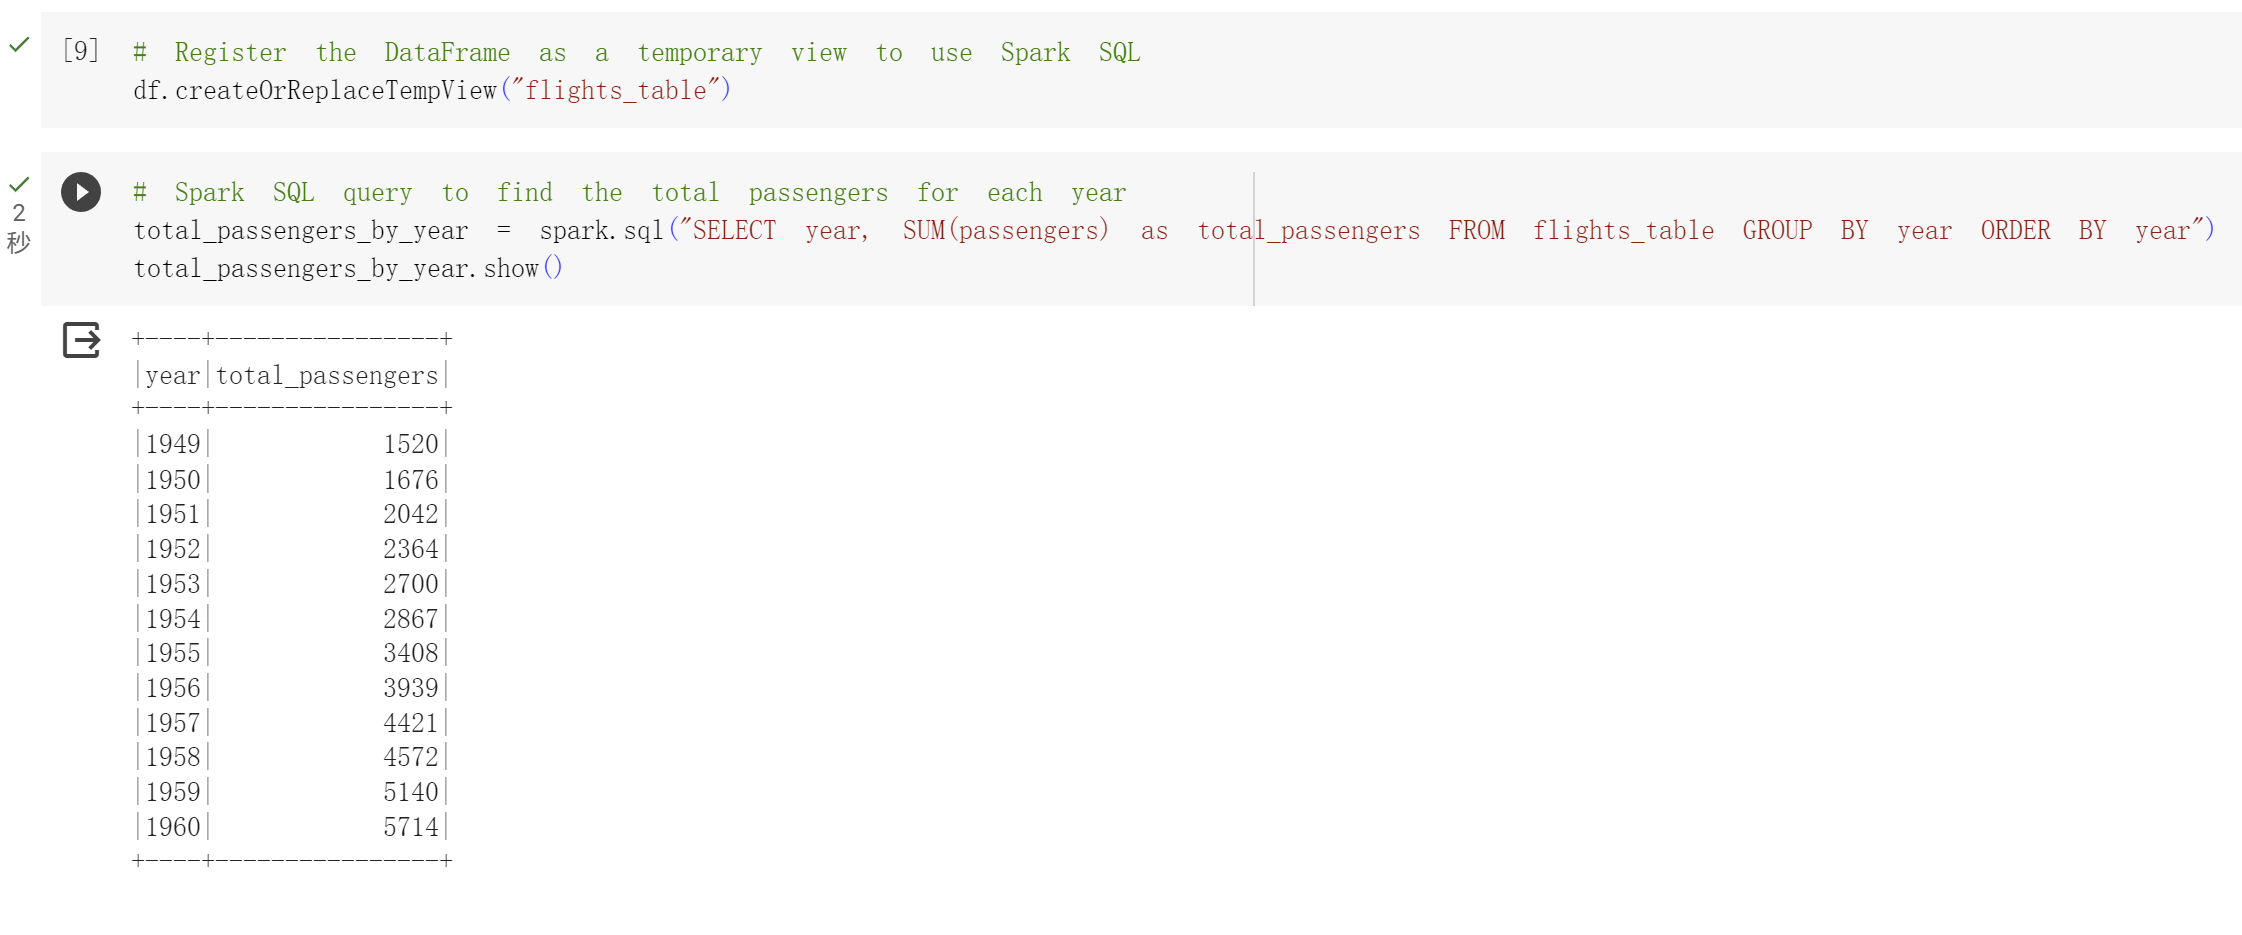 [9] # Register the DataFrame as a temporary view to use Spark SQL
df.createOrReplaceTempView("flights_table")
2
秒
# Spark SQL query to find the total passengers for each year
total_passengers_by_year = spark.sql("SELECT year, SUM(passengers) as total_passengers FROM flights_table GROUP BY year ORDER BY year")
total_passengers_by_year.show()
+----+----------------+
|year|total_passengers|
+----+----------------+
|1949|            1520|
|1950|            1676|
|1951|            2042|
|1952|            2364|
|1953|            2700|
|1954|            2867|
|1955|            3408|
|1956|            3939|
|1957|            4421|
|1958|            4572|
|1959|            5140|
|1960|            5714|
+----+----------------+